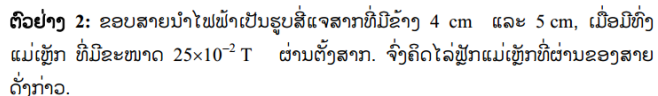 ຕົວຢ່າງ 2: ຂອບສາຍນຳໄຟຟ້າເປັນຮູບສີ່ແຈສາກທີ່ມີຂ້າງ 4 cm ແລະ 5 cm, ເມື່ອມີທົ່ງ
ແມ່ເຫຼັກ ທີ່ມີຂະໜາດ 25×10⁻² T ຜ່ານຕັ້ງສາກ. ຈົ່ງຄິດໄລ່ຟຼັກແມ່ເຫຼັກທີ່ຜ່ານຂອງສາຍ
ດັ່ງກ່າວ.